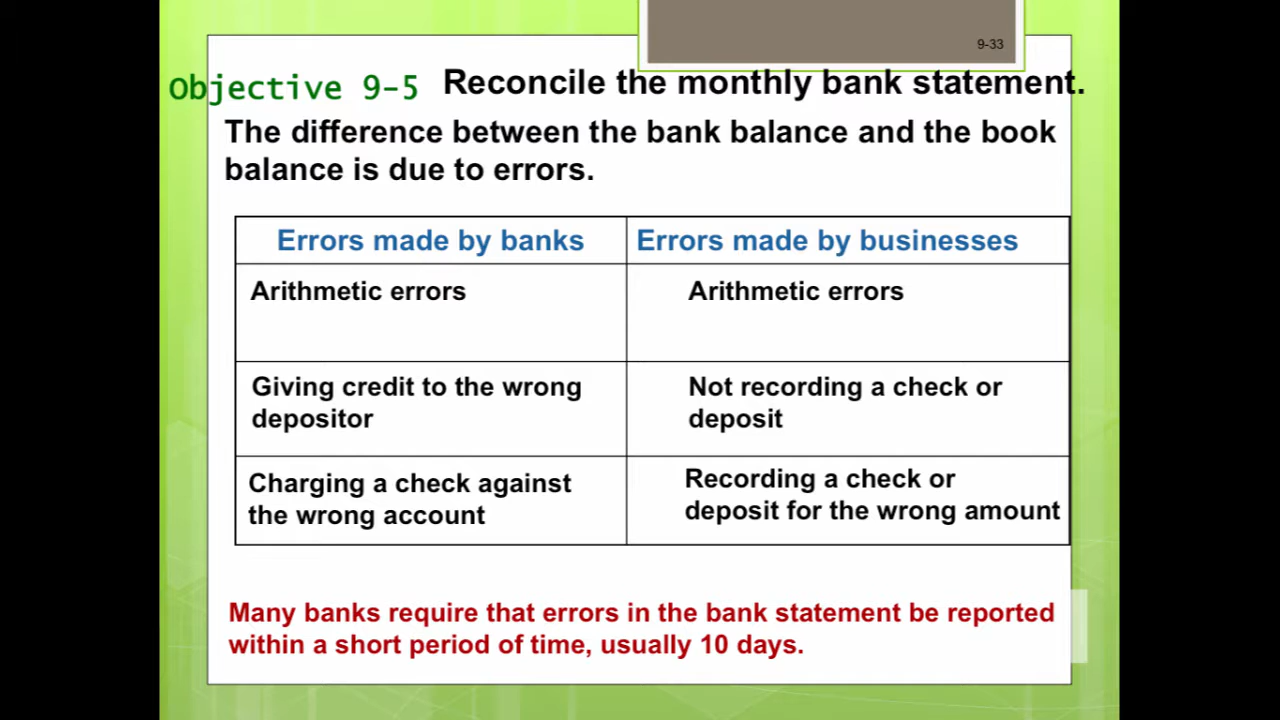 9-33
Objective 9-5 Reconcile the monthly bank statement.
The difference between the bank balance and the book
balance is due to errors.
Errors made by banks Errors made by businesses
Arithmetic errors Arithmetic errors
Giving credit to the wrong Not recording a check or
depositor deposit
Charging a check against Recording a check or
the wrong account deposit for the wrong amount
Many banks require that errors in the bank statement be reported
within a short period of time, usually 10 days.